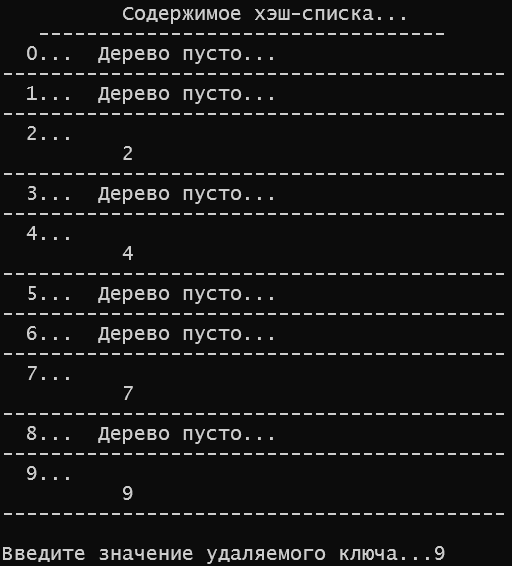 Содержимое хэш-списка...
----------------------------------
0... Дерево пусто...
------------------------------------------
1... Дерево пусто...
------------------------------------------
2...
2
------------------------------------------
3... Дерево пусто...
------------------------------------------
4...
4
------------------------------------------
5... Дерево пусто...
------------------------------------------
6... Дерево пусто...
------------------------------------------
7...
7
------------------------------------------
8... Дерево пусто...
------------------------------------------
9...
9
------------------------------------------
Введите значение удаляемого ключа...9